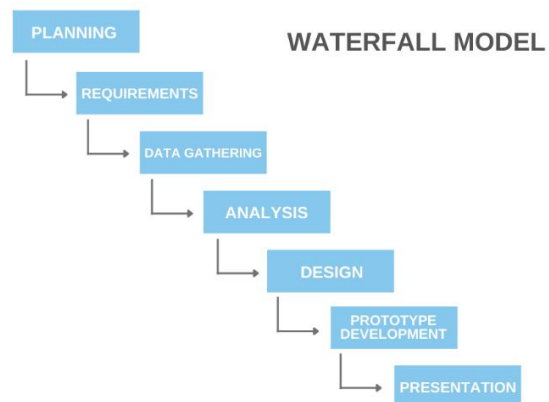 PLANNING
WATERFALL MODEL
REQUIREMENTS
DATA GATHERING
ANALYSIS
DESIGN
PROTOTYPE
DEVELOPMENT
PRESENTATION